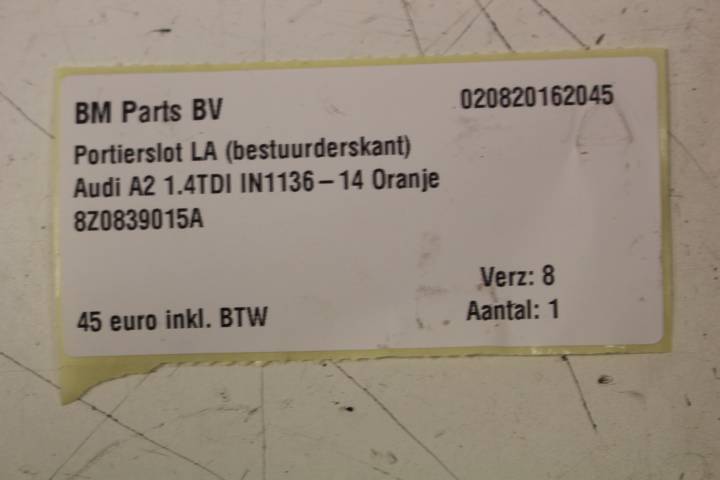 BM Parts BV 020820162045
Portierslot LA (bestuurderskant)
Audi A2 1.4TDI IN1136-14 Oranje
8Z0839015A
Verz: 8
45 euro inkl. BTW Aantal: 1